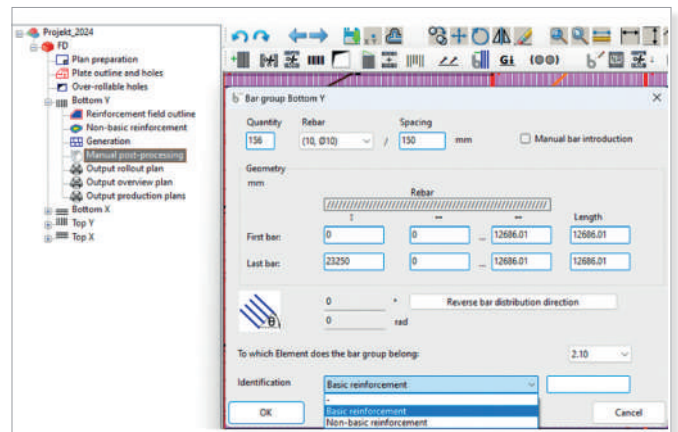 Projekt_2024
FD
Plan preparation
Plate outline and holes
Over-rollable holes
Bottom Y
Reinforcement field outline
Non-basic reinforcement
Generation
Manual post-processing
Output rollout plan
Output overview plan
Output production plans
Bottom X
Top Y
Top X
Bar group Bottom Y
Quantity Rebar Spacing
156 (10, Ø10) / 150 mm Manual bar introduction
Geometry
mm
Rebar
Length
First bar: 0 0 ... 12686.01 12686.01
Last bar: 23250 0 ... 12686.01 12686.01
0 ° Reverse bar distribution direction
0 rad
θ
To which Element does the bar group belong: 2.10
Identification Basic reinforcement
-
Basic reinforcement
Non-basic reinforcement
OK Cancel